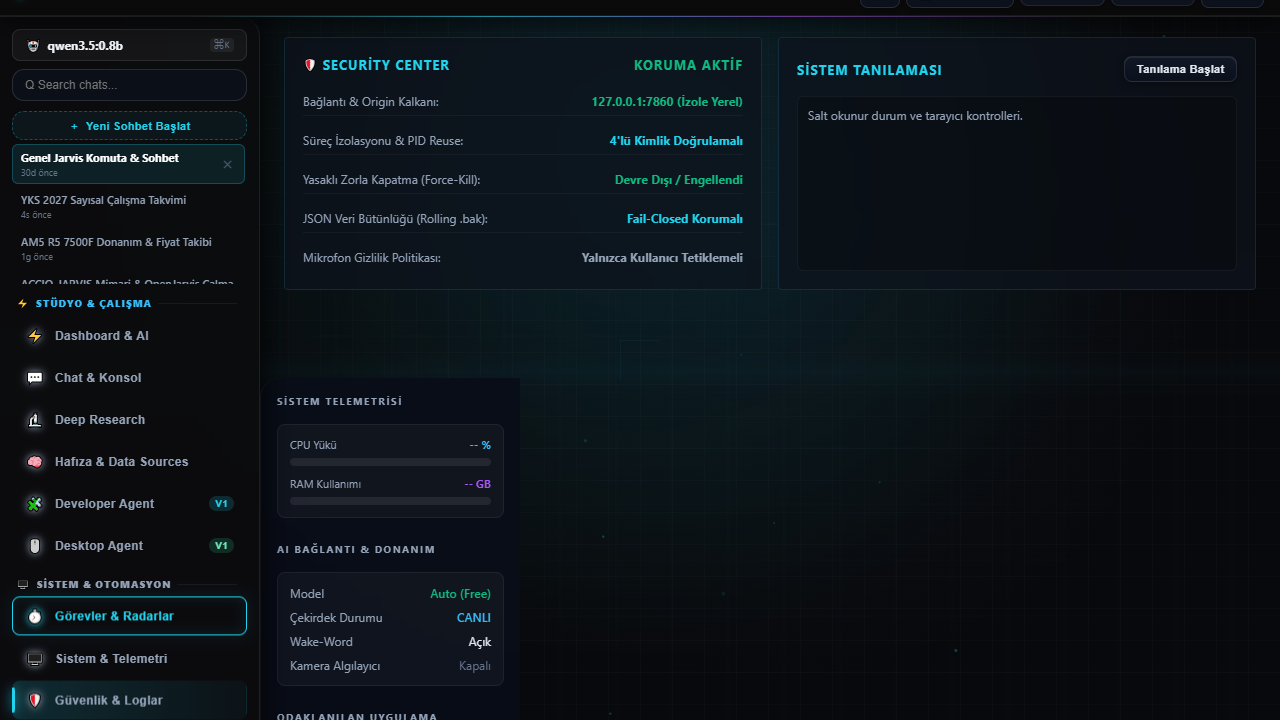 qwen3.5:0.8b
⌘K
Search chats...
+ Yeni Sohbet Başlat
Genel Jarvis Komuta & Sohbet
30d önce
YKS 2027 Sayısal Çalışma Takvimi
4s önce
AM5 R5 7500F Donanım & Fiyat Takibi
1g önce
ACCIO JARVIS Mimari & OpenJarvis Çalma
STÜDYO & ÇALIŞMA
Dashboard & AI
Chat & Konsol
Deep Research
Hafıza & Data Sources
Developer Agent V1
Desktop Agent V1
SİSTEM & OTOMASYON
Görevler & Radarlar
Sistem & Telemetri
Güvenlik & Loglar
SECURİTY CENTER KORUMA AKTİF
Bağlantı & Origin Kalkanı: 127.0.0.1:7860 (İzole Yerel)
Süreç İzolasyonu & PID Reuse: 4'lü Kimlik Doğrulamalı
Yasaklı Zorla Kapatma (Force-Kill): Devre Dışı / Engellendi
JSON Veri Bütünlüğü (Rolling .bak): Fail-Closed Korumalı
Mikrofon Gizlilik Politikası: Yalnızca Kullanıcı Tetiklemeli
SİSTEM TANILAMASI
Tanılama Başlat
Salt okunur durum ve tarayıcı kontrolleri.
SİSTEM TELEMETRİSİ
CPU Yükü -- %
RAM Kullanımı -- GB
AI BAĞLANTI & DONANIM
Model Auto (Free)
Çekirdek Durumu CANLI
Wake-Word Açık
Kamera Algılayıcı Kapalı
ODAKLANILAN UYGULAMA